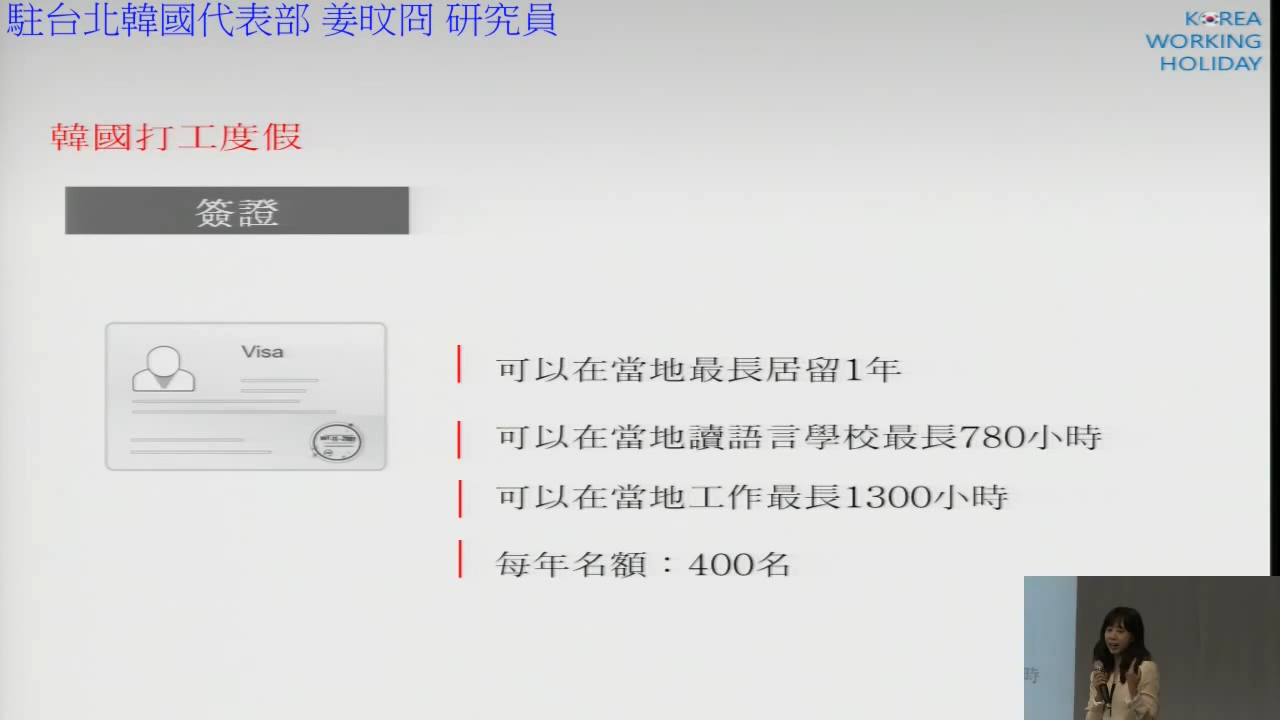 駐台北韓國代表部 姜旼冏 研究員
KOREA
WORKING
HOLIDAY
韓國打工度假
簽證
Visa
可以在當地最長居留1年
可以在當地讀語言學校最長780小時
可以在當地工作最長1300小時
每年名額：400名
時